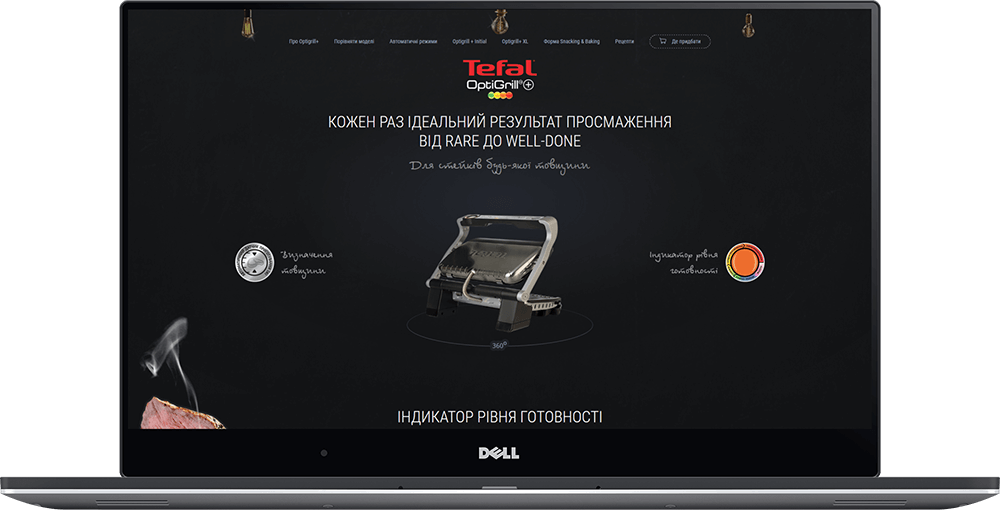 Про Optigrill+
Порівняти моделі
Автоматичні режими
Optigrill + Initial
Optigrill+ XL
Форма Snacking & Baking
Рецепти
Де придбати
Tefal
OptiGrill®+
КОЖЕН РАЗ ІДЕАЛЬНИЙ РЕЗУЛЬТАТ ПРОСМАЖЕННЯ
ВІД RARE ДО WELL-DONE
Для стейків будь-якої товщини
Визначення
товщини
Індикатор рівня
готовності
360°
ІНДИКАТОР РІВНЯ ГОТОВНОСТІ
DELL